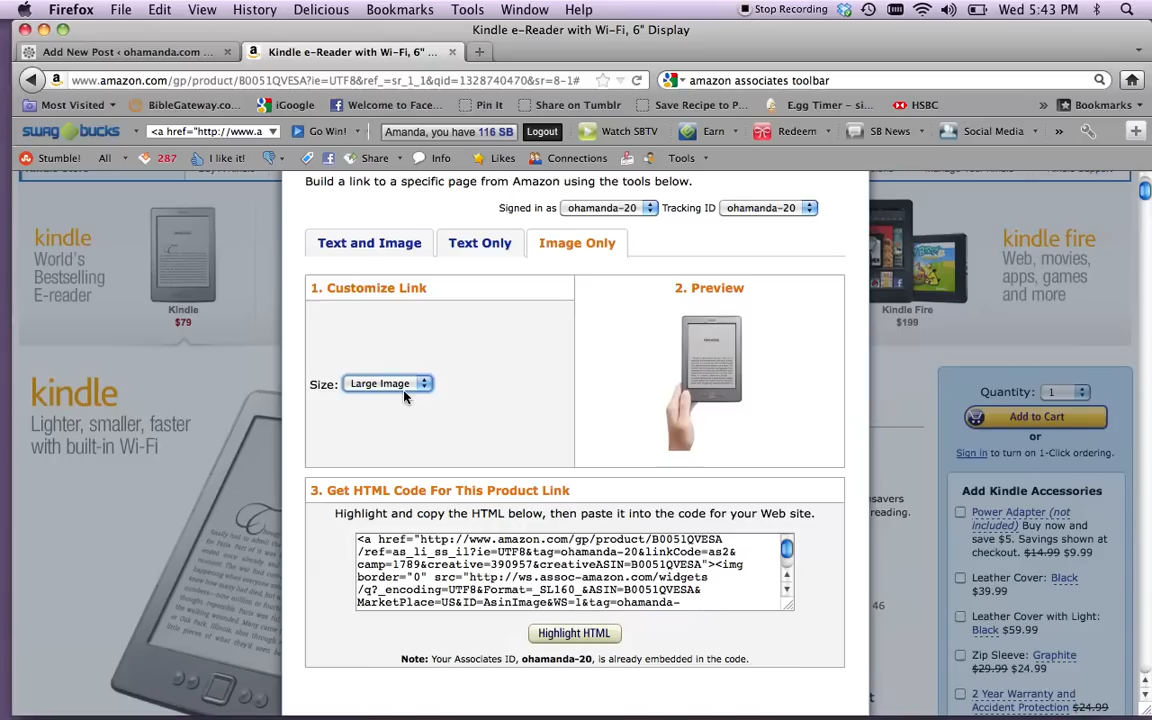 Firefox File Edit View History Delicious Bookmarks Tools Window Help Stop Recording Wed 5:43 PM
Kindle e-Reader with Wi-Fi, 6" Display
Add New Post ‹ ohamanda.com ... Kindle e-Reader with Wi-Fi, 6" ...
www.amazon.com/gp/product/B0051QVESA?ie=UTF8&ref_=sr_1_1&qid=1328740470&sr=8-1# amazon associates toolbar
Most Visited BibleGateway.co... iGoogle Welcome to Face... Pin It Share on Tumblr Save Recipe to P... E.gg Timer – si... HSBC » Bookmarks
swagbucks <a href="http://www.a Go Win! Amanda, you have 116 SB Logout Watch SBTV Earn Redeem SB News Social Media »
Stumble! All 287 I like it! Share Info Likes Connections Tools
Build a link to a specific page from Amazon using the tools below.
Signed in as ohamanda-20 Tracking ID ohamanda-20
Text and Image Text Only Image Only
1. Customize Link
2. Preview
Size: Large Image
3. Get HTML Code For This Product Link
Highlight and copy the HTML below, then paste it into the code for your Web site.
<a href="http://www.amazon.com/gp/product/B0051QVESA
/ref=as_li_ss_il?ie=UTF8&tag=ohamanda-20&linkCode=as2&
camp=1789&creative=390957&creativeASIN=B0051QVESA"><img
border="0" src="http://ws.assoc-amazon.com/widgets
/q?_encoding=UTF8&Format=_SL160_&ASIN=B0051QVESA&
MarketPlace=US&ID=AsinImage&WS=1&tag=ohamanda-
Highlight HTML
Note: Your Associates ID, ohamanda-20, is already embedded in the code.
kindle
World's
Bestselling
E-reader
Kindle
$79
kindle
Lighter, smaller, faster
with built-in Wi-Fi
kindle fire
Web, movies,
apps, games
and more
Kindle Fire
$199
Quantity: 1
Add to Cart
or
Sign in to turn on 1-Click ordering.
Add Kindle Accessories
Power Adapter (not
included) Buy now and
save $5. Savings shown at
checkout. $14.99 $9.99
Leather Cover: Black
$39.99
Leather Cover with Light:
Black $59.99
Zip Sleeve: Graphite
$29.99 $24.99
2 Year Warranty and
Accident Protection $24.99
46